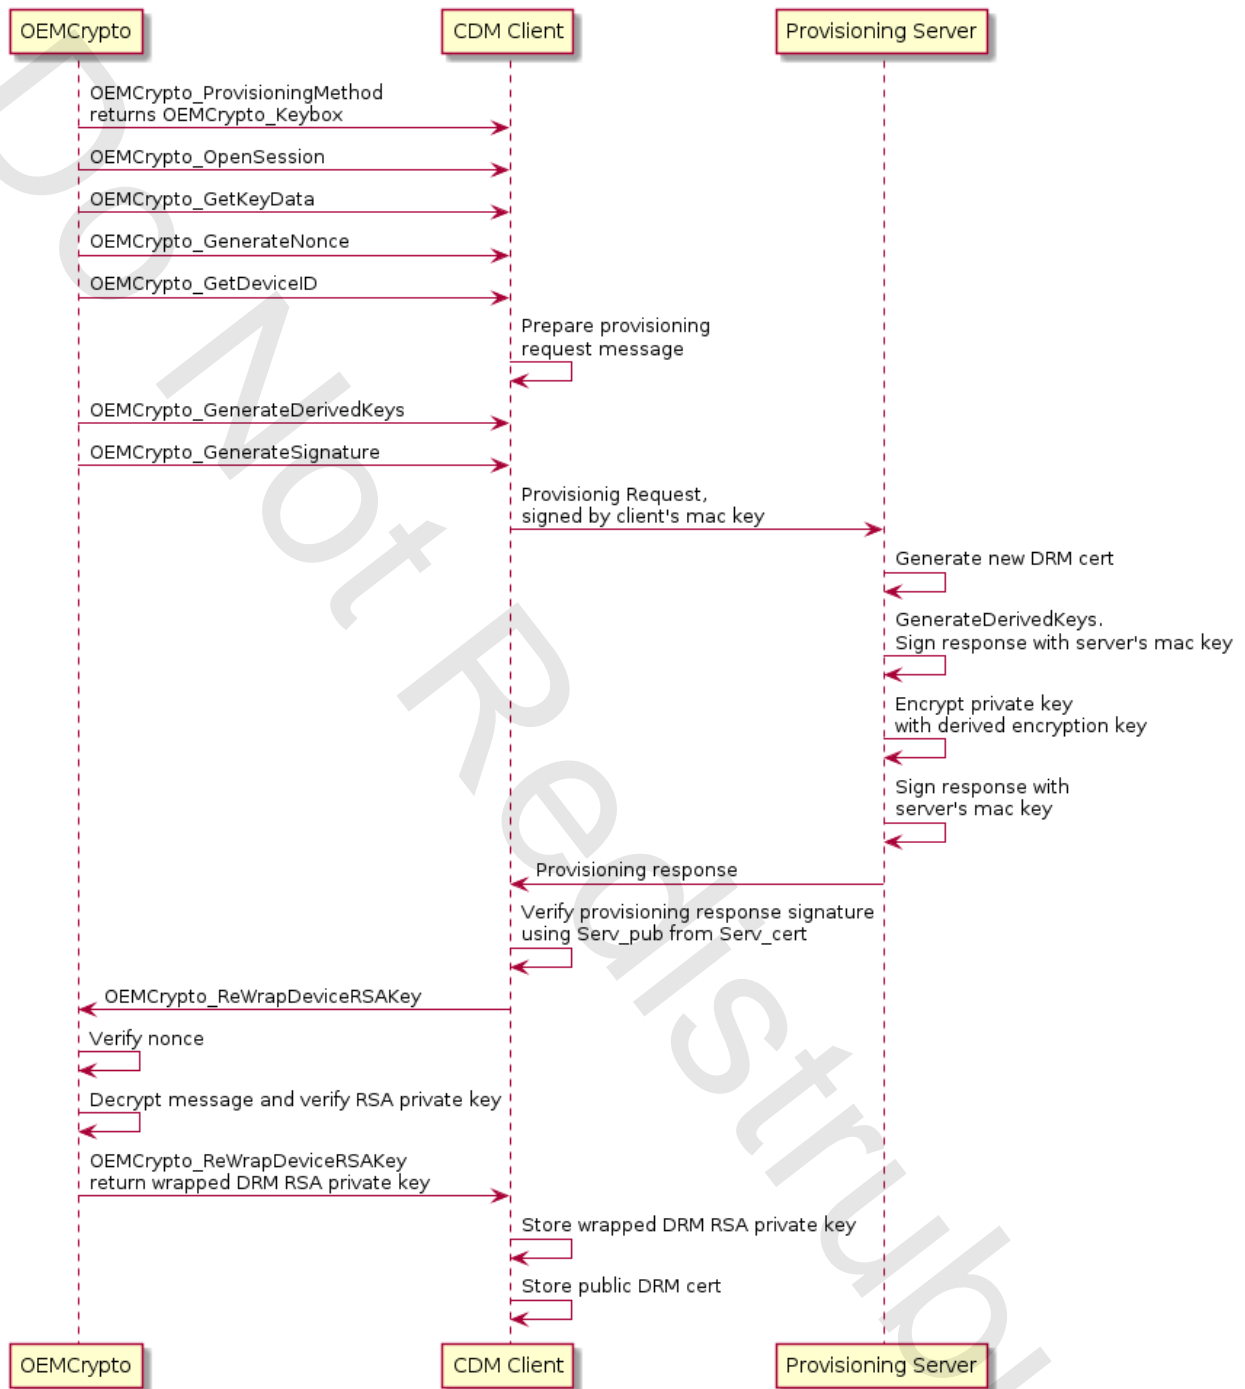 OEMCrypto
CDM Client
Provisioning Server
OEMCrypto_ProvisioningMethod
returns OEMCrypto_Keybox
OEMCrypto_OpenSession
OEMCrypto_GetKeyData
OEMCrypto_GenerateNonce
OEMCrypto_GetDeviceID
Prepare provisioning
request message
OEMCrypto_GenerateDerivedKeys
OEMCrypto_GenerateSignature
Provisionig Request,
signed by client's mac key
Generate new DRM cert
GenerateDerivedKeys.
Sign response with server's mac key
Encrypt private key
with derived encryption key
Sign response with
server's mac key
Provisioning response
Verify provisioning response signature
using Serv_pub from Serv_cert
OEMCrypto_ReWrapDeviceRSAKey
Verify nonce
Decrypt message and verify RSA private key
OEMCrypto_ReWrapDeviceRSAKey
return wrapped DRM RSA private key
Store wrapped DRM RSA private key
Store public DRM cert
OEMCrypto
CDM Client
Provisioning Server
Do Not Redistrub